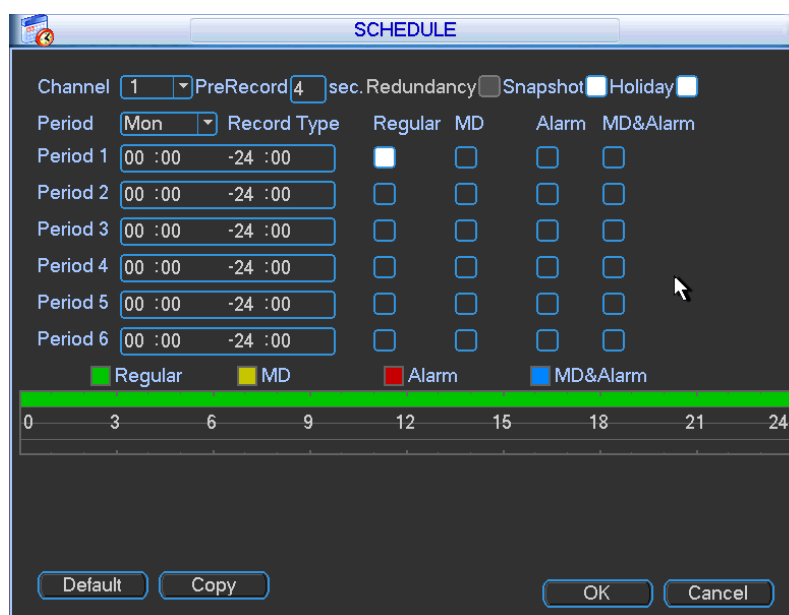 SCHEDULE
Channel 1 PreRecord 4 sec. Redundancy Snapshot Holiday
Period Mon Record Type Regular MD Alarm MD&Alarm
Period 1 00 :00 -24 :00
Period 2 00 :00 -24 :00
Period 3 00 :00 -24 :00
Period 4 00 :00 -24 :00
Period 5 00 :00 -24 :00
Period 6 00 :00 -24 :00
Regular MD Alarm MD&Alarm
0 3 6 9 12 15 18 21 24
Default Copy OK Cancel